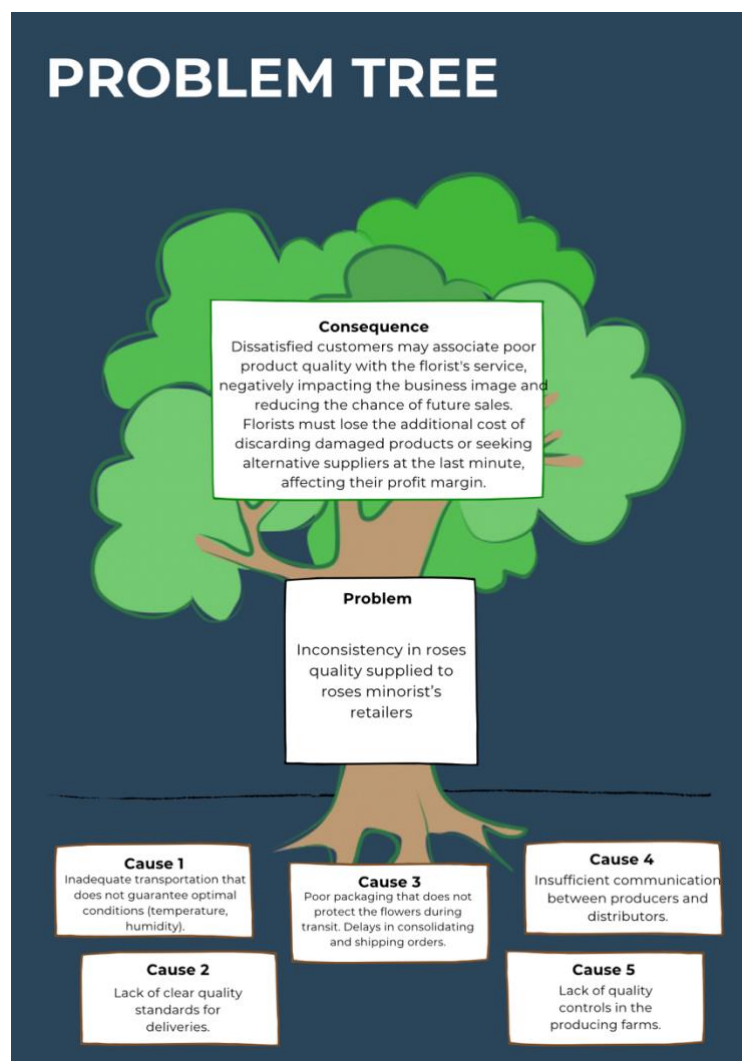 PROBLEM TREE
Consequence
Dissatisfied customers may associate poor
product quality with the florist's service,
negatively impacting the business image and
reducing the chance of future sales.
Florists must lose the additional cost of
discarding damaged products or seeking
alternative suppliers at the last minute,
affecting their profit margin.
Problem
Inconsistency in roses
quality supplied to
roses minorist's
retailers
Cause 1
Inadequate transportation that
does not guarantee optimal
conditions (temperature,
humidity).
Cause 2
Lack of clear quality
standards for
deliveries.
Cause 3
Poor packaging that does not
protect the flowers during
transit. Delays in consolidating
and shipping orders.
Cause 4
Insufficient communication
between producers and
distributors.
Cause 5
Lack of quality
controls in the
producing farms.